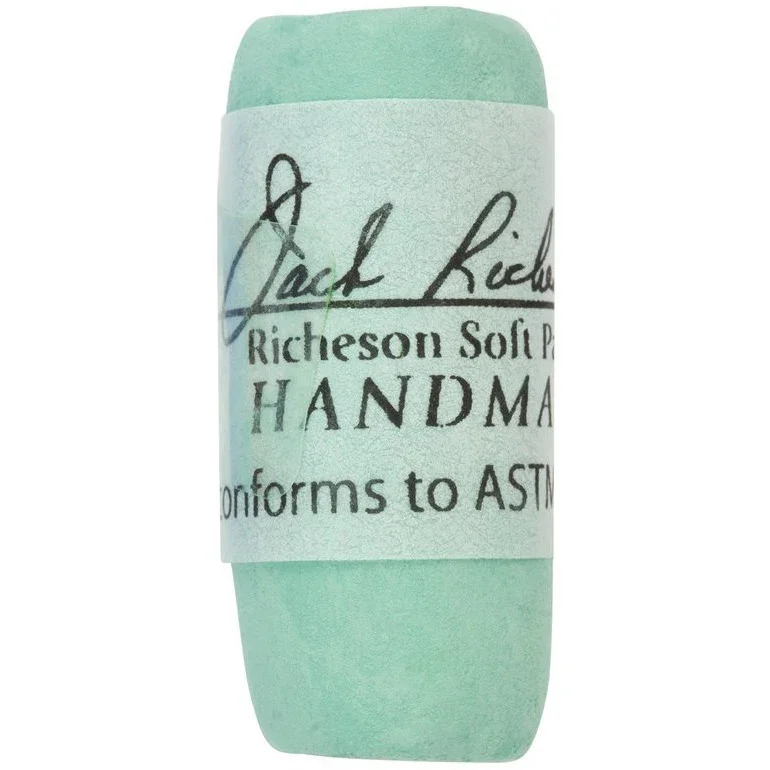 Jack Riche
Richeson Soft Pa
HANDMA
conforms to ASTM